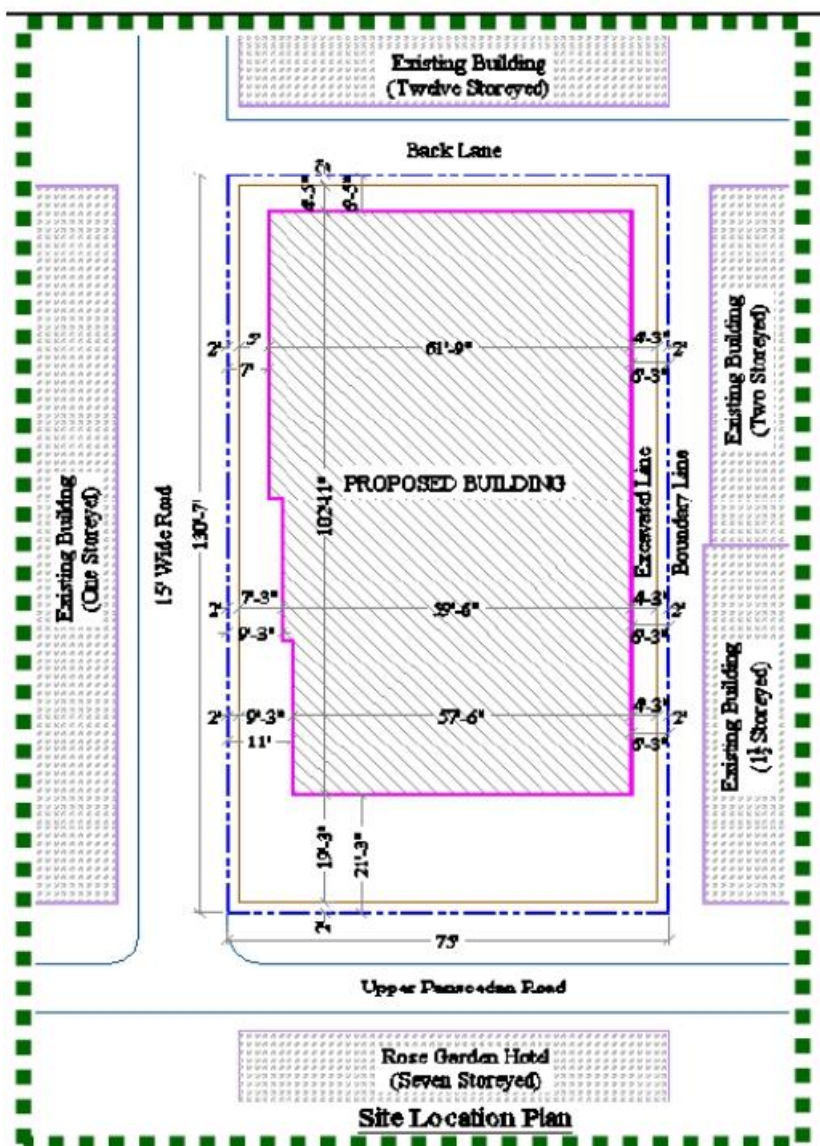 Existing Building
(Twelve Storeyed)
Back Lane
2'
4'-5"
6'-5"
2'
5'
61'-9"
4'-3"
2'
7'
6'-3"
Existing Building
(Two Storeyed)
Existing Building
(One Storeyed)
15' Wide Road
130'-7"
102'-11"
PROPOSED BUILDING
Excavated Line
Boundary Line
2'
7'-3"
4'-3"
2'
9'-3"
6'-3"
Existing Building
(1½ Storeyed)
2'
9'-3"
57'-6"
4'-3"
2'
11'
6'-3"
19'-3"
21'-3"
2'
75'
Upper Pansodan Road
Rose Garden Hotel
(Seven Storeyed)
Site Location Plan